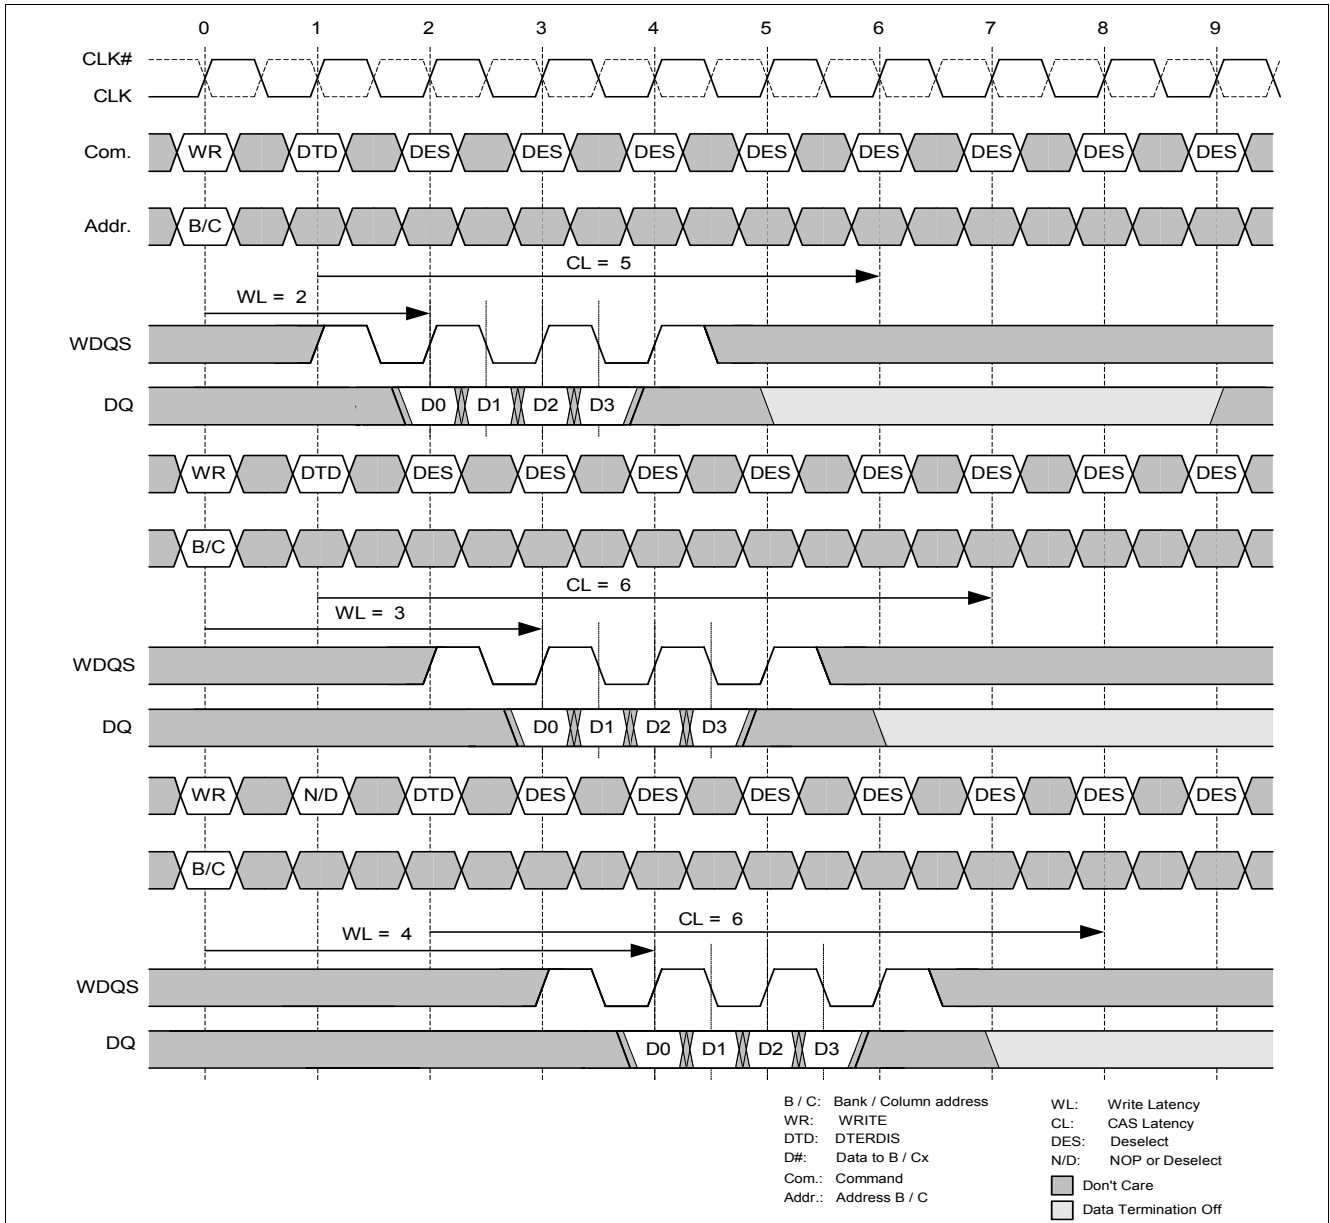 0 1 2 3 4 5 6 7 8 9
CLK#
CLK
Com. WR DTD DES DES DES DES DES DES DES DES
Addr. B/C
CL = 5
WL = 2
WDQS
DQ D0 D1 D2 D3
WR DTD DES DES DES DES DES DES DES DES
B/C
CL = 6
WL = 3
WDQS
DQ D0 D1 D2 D3
WR N/D DTD DES DES DES DES DES DES DES
B/C
CL = 6
WL = 4
WDQS
DQ D0 D1 D2 D3
B / C: Bank / Column address
WR: WRITE
DTD: DTERDIS
D#: Data to B / Cx
Com.: Command
Addr.: Address B / C
WL: Write Latency
CL: CAS Latency
DES: Deselect
N/D: NOP or Deselect
Don't Care
Data Termination Off